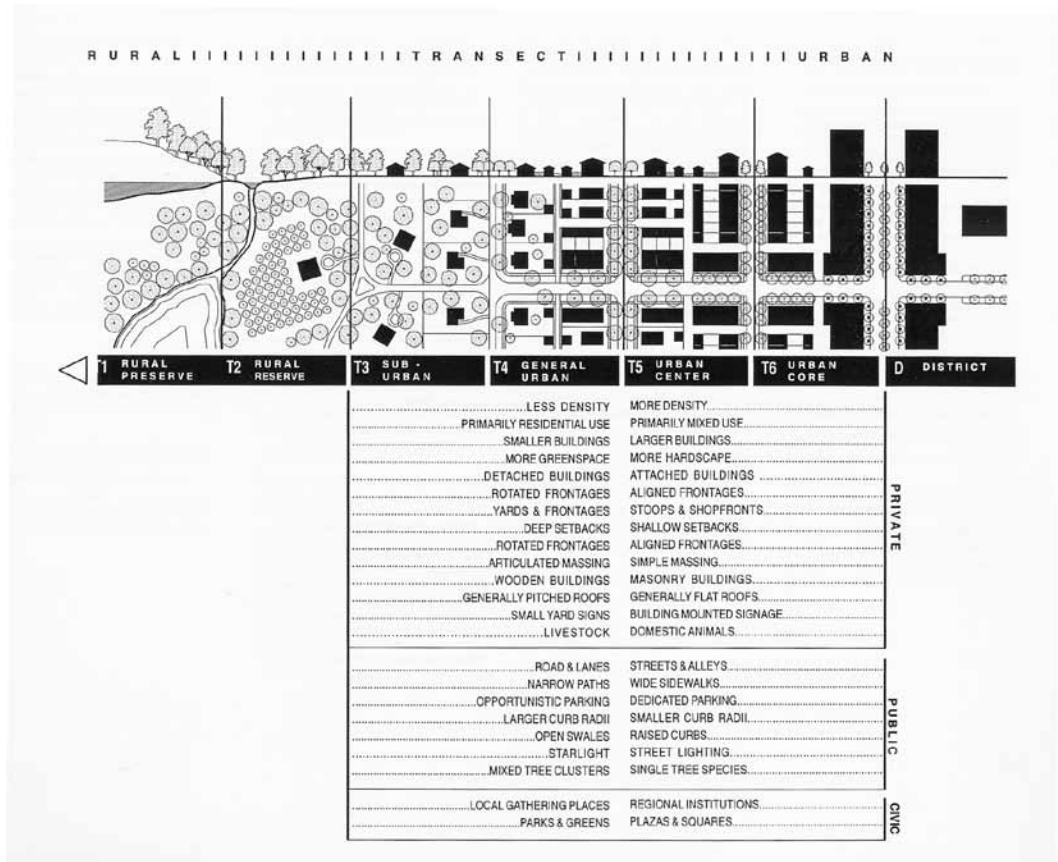 RURAL IIIIIIIIIIIIIII TRANSECT IIIIIIIIIIIIIII URBAN
T1 RURAL PRESERVE
T2 RURAL RESERVE
T3 SUB-URBAN
T4 GENERAL URBAN
T5 URBAN CENTER
T6 URBAN CORE
D DISTRICT
LESS DENSITY MORE DENSITY
PRIMARILY RESIDENTIAL USE PRIMARILY MIXED USE
SMALLER BUILDINGS LARGER BUILDINGS
MORE GREENSPACE MORE HARDSCAPE
DETACHED BUILDINGS ATTACHED BUILDINGS
ROTATED FRONTAGES ALIGNED FRONTAGES
YARDS & FRONTAGES STOOPS & SHOPFRONTS
DEEP SETBACKS SHALLOW SETBACKS
ROTATED FRONTAGES ALIGNED FRONTAGES
ARTICULATED MASSING SIMPLE MASSING
WOODEN BUILDINGS MASONRY BUILDINGS
GENERALLY PITCHED ROOFS GENERALLY FLAT ROOFS
SMALL YARD SIGNS BUILDING MOUNTED SIGNAGE
LIVESTOCK DOMESTIC ANIMALS
PRIVATE
ROAD & LANES STREETS & ALLEYS
NARROW PATHS WIDE SIDEWALKS
OPPORTUNISTIC PARKING DEDICATED PARKING
LARGER CURB RADII SMALLER CURB RADII
OPEN SWALES RAISED CURBS
STARLIGHT STREET LIGHTING
MIXED TREE CLUSTERS SINGLE TREE SPECIES
PUBLIC
LOCAL GATHERING PLACES REGIONAL INSTITUTIONS
PARKS & GREENS PLAZAS & SQUARES
CIVIC